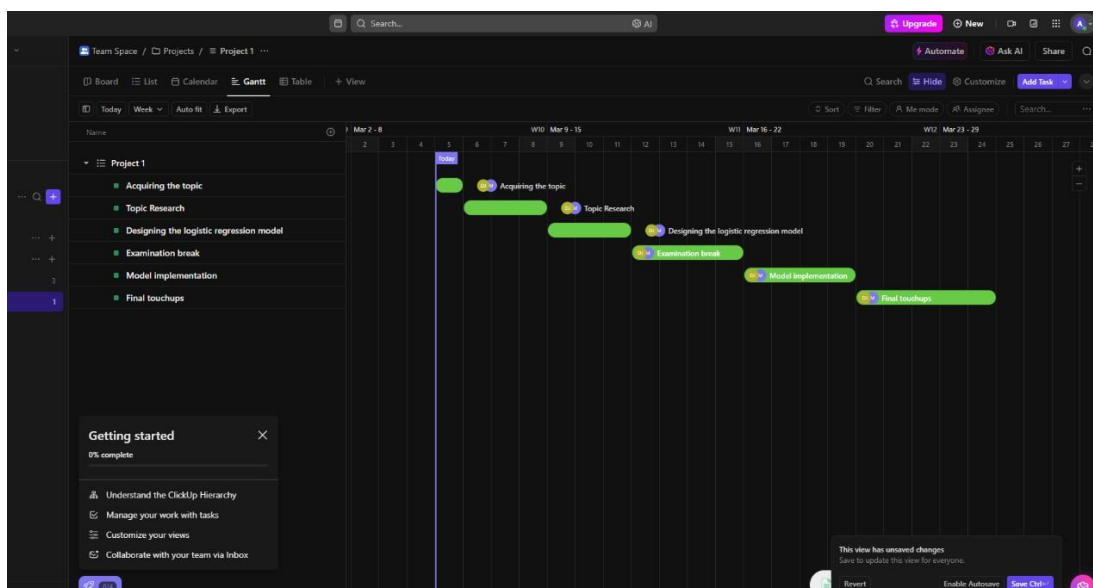 Search...
AI
Upgrade
New
A
Team Space / Projects / Project 1 ...
Automate
Ask AI
Share
Board
List
Calendar
Gantt
Table
+ View
Search
Hide
Customize
Add Task
Today
Week
Auto fit
Export
Sort
Filter
Me mode
Assignee
Search...
Name
Mar 2 - 8
W10 Mar 9 - 15
W11 Mar 16 - 22
W12 Mar 23 - 29
2 3 4 5 6 7 8 9 10 11 12 13 14 15 16 17 18 19 20 21 22 23 24 25 26 27
Today
Project 1
Acquiring the topic
Acquiring the topic
Topic Research
Topic Research
Designing the logistic regression model
Designing the logistic regression model
Examination break
Examination break
Model implementation
Model implementation
Final touchups
Final touchups
3
1
Getting started
0% complete
Understand the ClickUp Hierarchy
Manage your work with tasks
Customize your views
Collaborate with your team via Inbox
0/4
This view has unsaved changes
Save to update this view for everyone.
Revert
Enable Autosave
Save Ctrl+